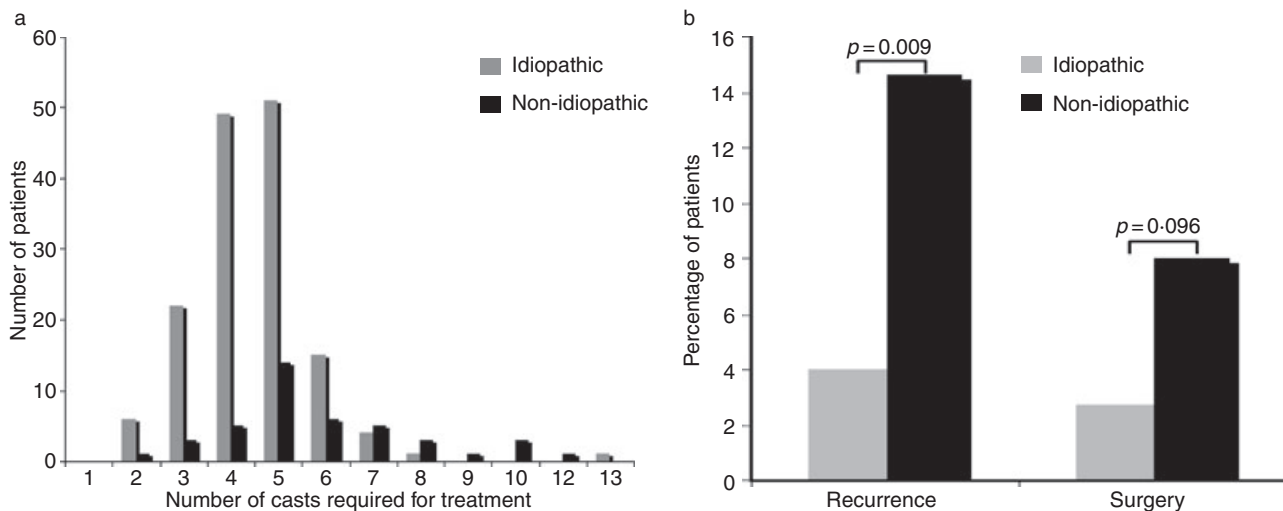 a
60
50
40
30
20
10
0
Number of patients
Idiopathic
Non-idiopathic
1 2 3 4 5 6 7 8 9 10 12 13
Number of casts required for treatment
b
16
14
12
10
8
6
4
2
0
Percentage of patients
p=0.009
Idiopathic
Non-idiopathic
p=0·096
Recurrence Surgery